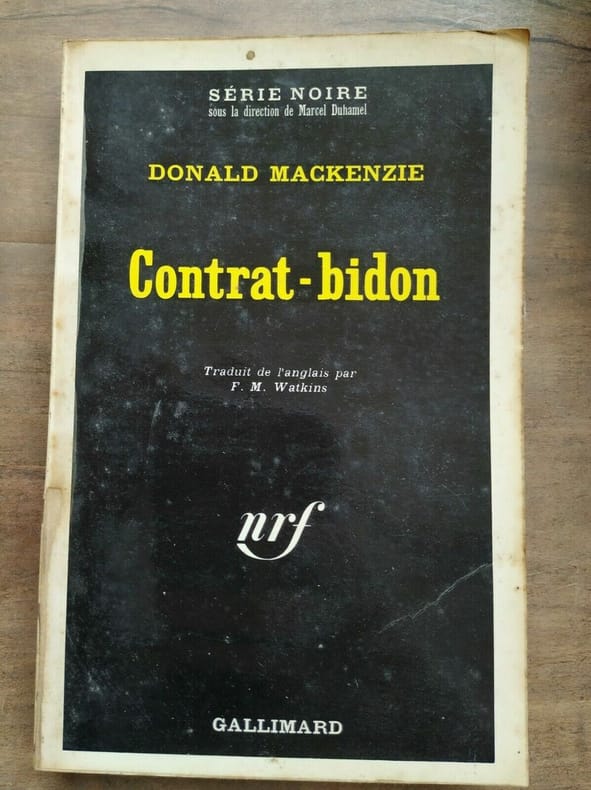 SÉRIE NOIRE
sous la direction de Marcel Duhamel
DONALD MACKENZIE
Contrat-bidon
Traduit de l'anglais par
F. M. Watkins
nrf
GALLIMARD